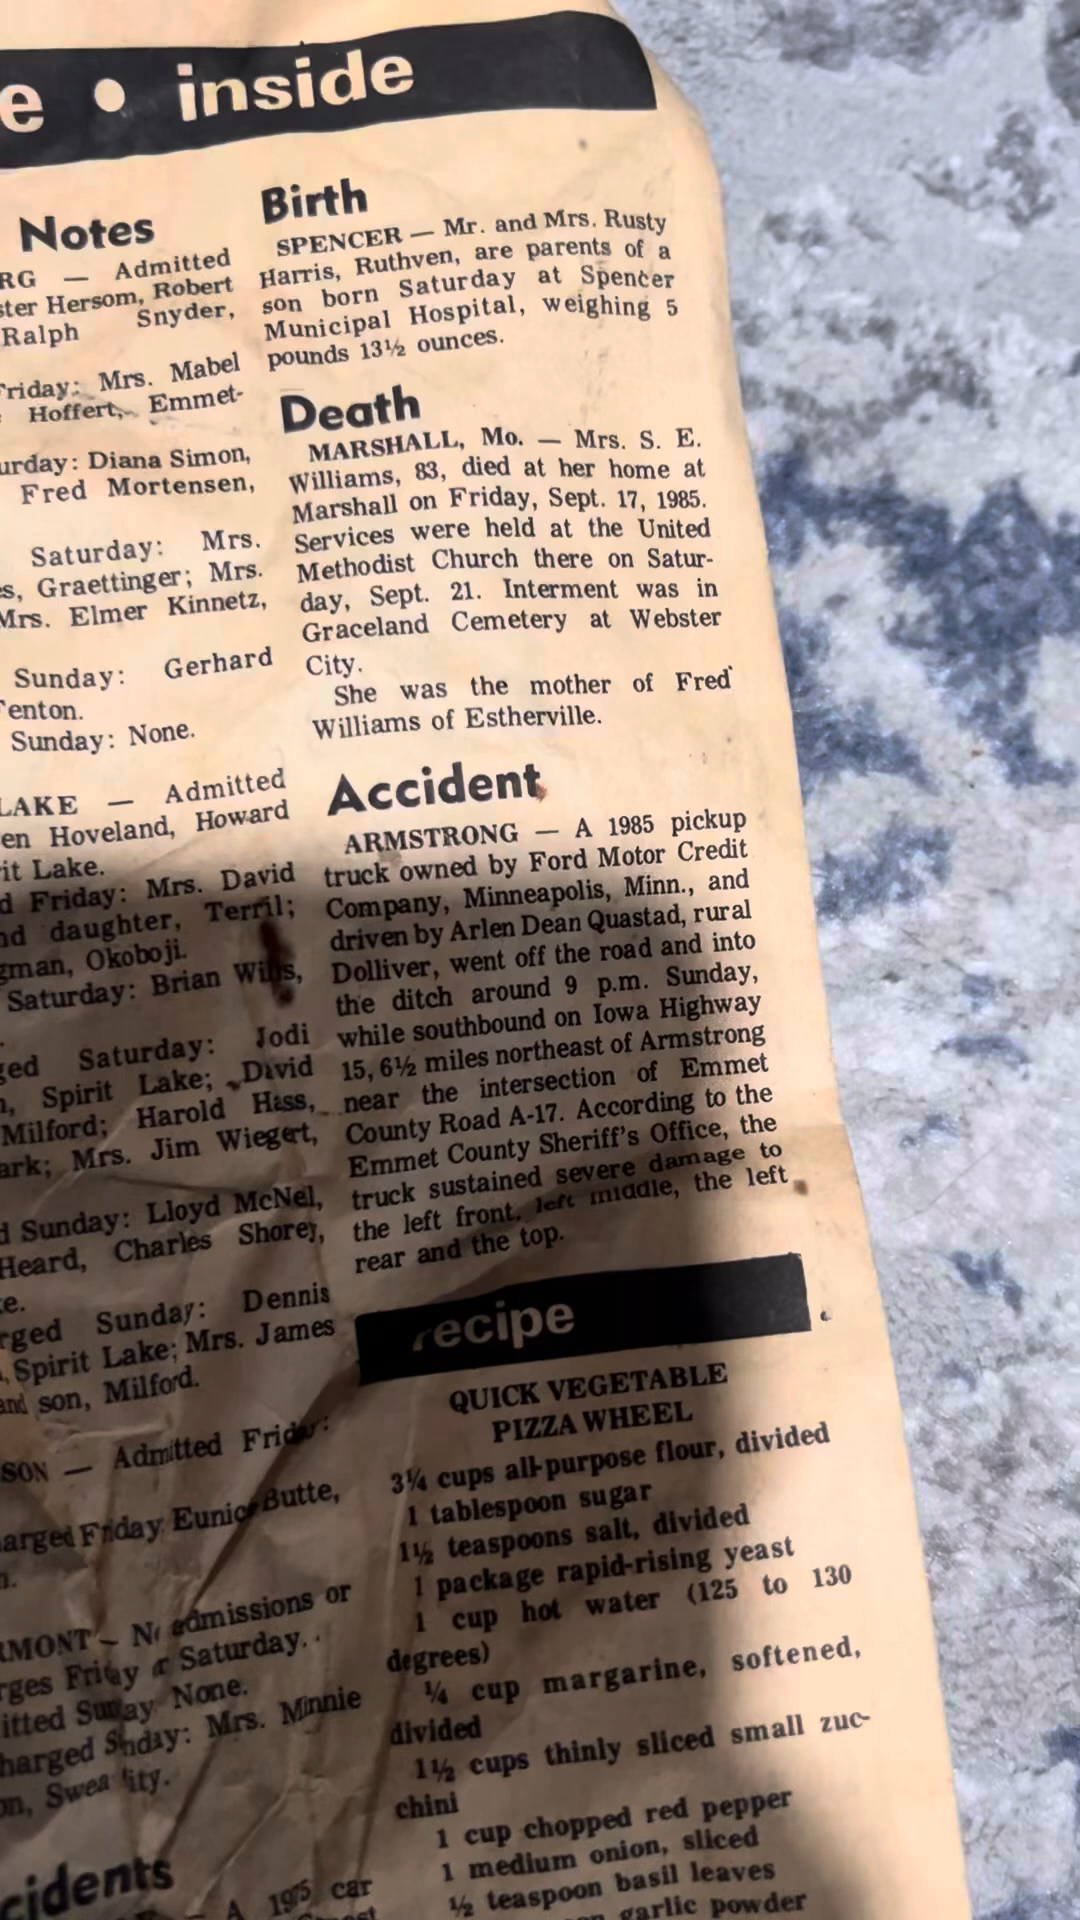 e • inside
Notes
RG — Admitted
ster Hersom, Robert
Ralph Snyder,
Friday: Mrs. Mabel
Hoffert, Emmet-
urday: Diana Simon,
Fred Mortensen,
Saturday: Mrs.
es, Graettinger; Mrs.
Mrs. Elmer Kinnetz,
Sunday: Gerhard
Fenton.
Sunday: None.
LAKE — Admitted
en Hoveland, Howard
rit Lake.
d Friday: Mrs. David
nd daughter, Terril;
gman, Okoboji.
Saturday: Brian
ged Saturday: Jodi
n, Spirit Lake; David
Milford; Harold Hass,
ark; Mrs. Jim Wiegert,
d Sunday: Lloyd McNel,
Heard, Charles Shorey,
ke.
rged Sunday: Dennis
n, Spirit Lake; Mrs. James
and son, Milford.
SON — Admitted Friday:
harged Friday Eunice Butte,
n.
RMONT — No admissions or
rges Friday or Saturday.
itted Sunday None.
harged Sunday: Mrs. Minnie
on, Swea City.
cidents
A car
Birth
SPENCER — Mr. and Mrs. Rusty
Harris, Ruthven, are parents of a
son born Saturday at Spencer
Municipal Hospital, weighing 5
pounds 13½ ounces.
Death
MARSHALL, Mo. — Mrs. S. E.
Williams, 83, died at her home at
Marshall on Friday, Sept. 17, 1985.
Services were held at the United
Methodist Church there on Satur-
day, Sept. 21. Interment was in
Graceland Cemetery at Webster
City.
She was the mother of Fred
Williams of Estherville.
Accident
ARMSTRONG — A 1985 pickup
truck owned by Ford Motor Credit
Company, Minneapolis, Minn., and
driven by Arlen Dean Quastad, rural
Dolliver, went off the road and into
the ditch around 9 p.m. Sunday,
while southbound on Iowa Highway
15, 6½ miles northeast of Armstrong
near the intersection of Emmet
County Road A-17. According to the
Emmet County Sheriff's Office, the
truck sustained severe damage to
the left front, left middle, the left
rear and the top.
recipe
QUICK VEGETABLE
PIZZA WHEEL
3¼ cups all-purpose flour, divided
1 tablespoon sugar
1½ teaspoons salt, divided
1 package rapid-rising yeast
1 cup hot water (125 to 130
degrees)
¼ cup margarine, softened,
divided
1½ cups thinly sliced small zuc-
chini
1 cup chopped red pepper
1 medium onion, sliced
½ teaspoon basil leaves
garlic powder